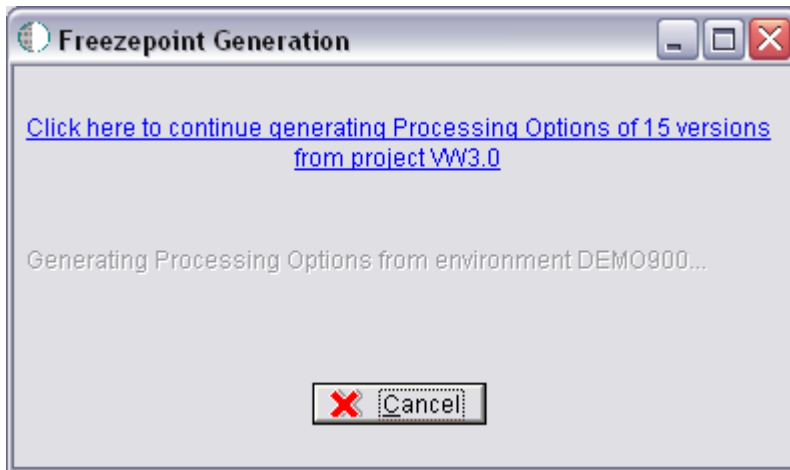 Freezepoint Generation
Click here to continue generating Processing Options of 15 versions
from project VW3.0
Generating Processing Options from environment DEMO900...
Cancel